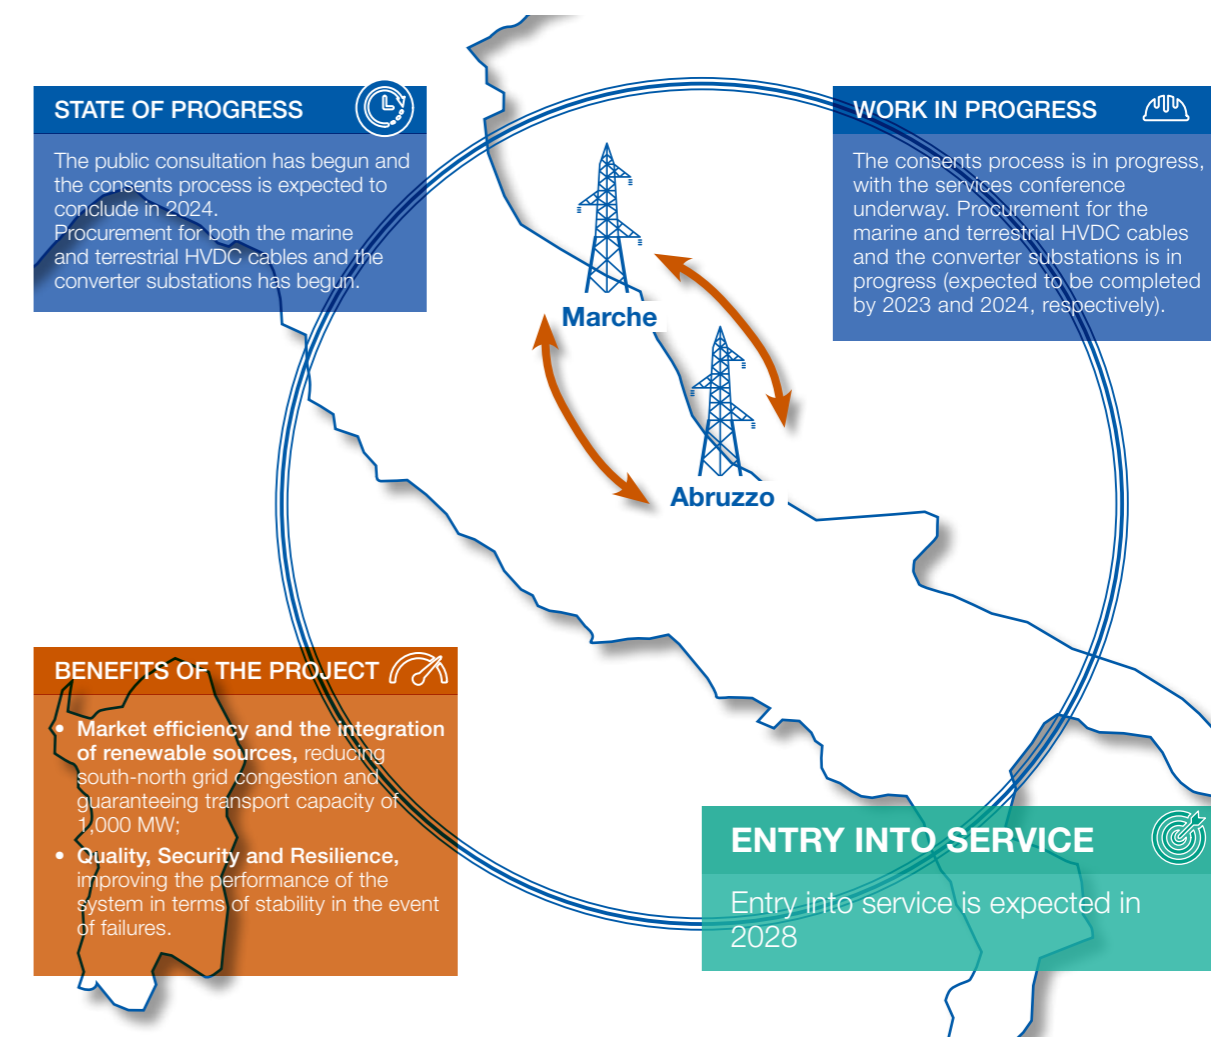 STATE OF PROGRESS
The public consultation has begun and
the consents process is expected to
conclude in 2024.
Procurement for both the marine
and terrestrial HVDC cables and the
converter substations has begun.
WORK IN PROGRESS
The consents process is in progress,
with the services conference
underway. Procurement for the
marine and terrestrial HVDC cables
and the converter substations is in
progress (expected to be completed
by 2023 and 2024, respectively).
Marche
Abruzzo
BENEFITS OF THE PROJECT
• Market efficiency and the integration
of renewable sources, reducing
south-north grid congestion and
guaranteeing transport capacity of
1,000 MW;
• Quality, Security and Resilience,
improving the performance of the
system in terms of stability in the event
of failures.
ENTRY INTO SERVICE
Entry into service is expected in
2028